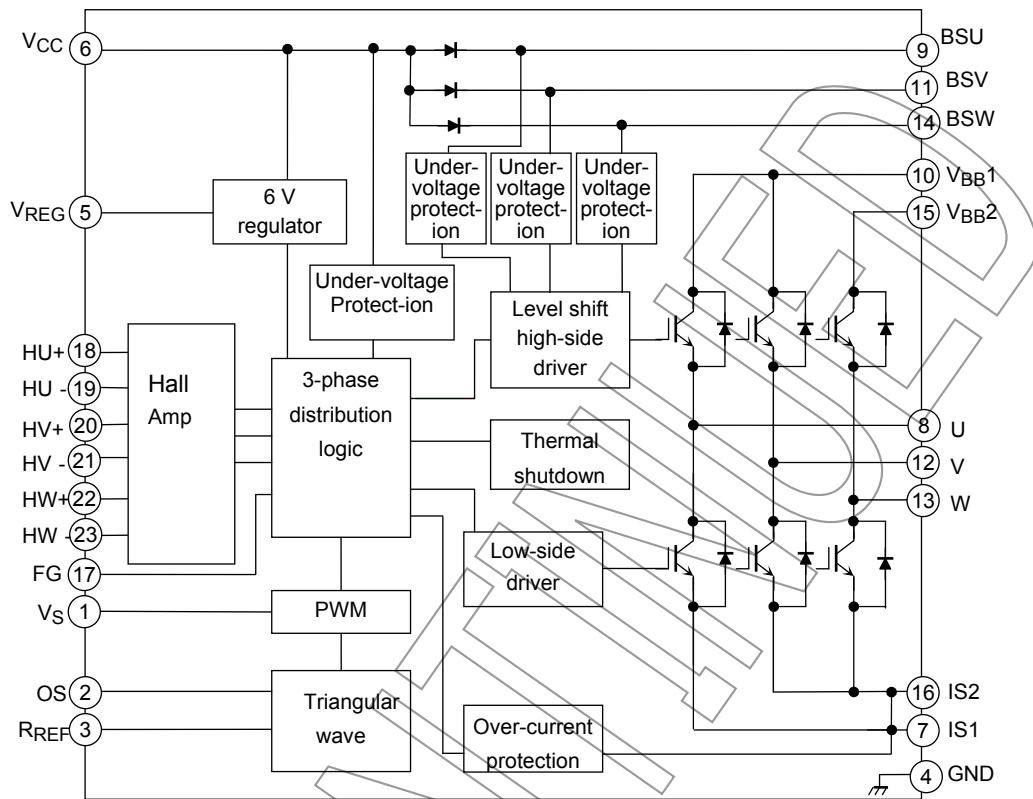 VCC 6
9 BSU
11 BSV
14 BSW
10 VBB1
15 VBB2
VREG 5
6 V
regulator
Under-
voltage
protect-
ion
Under-
voltage
protect-
ion
Under-
voltage
protect-
ion
Under-voltage
Protect-ion
Level shift
high-side
driver
HU+ 18
HU - 19
HV+ 20
HV - 21
HW+ 22
HW - 23
Hall
Amp
3-phase
distribution
logic
Thermal
shutdown
8 U
12 V
13 W
FG 17
Low-side
driver
VS 1
PWM
OS 2
RREF 3
Triangular
wave
Over-current
protection
16 IS2
7 IS1
4 GND